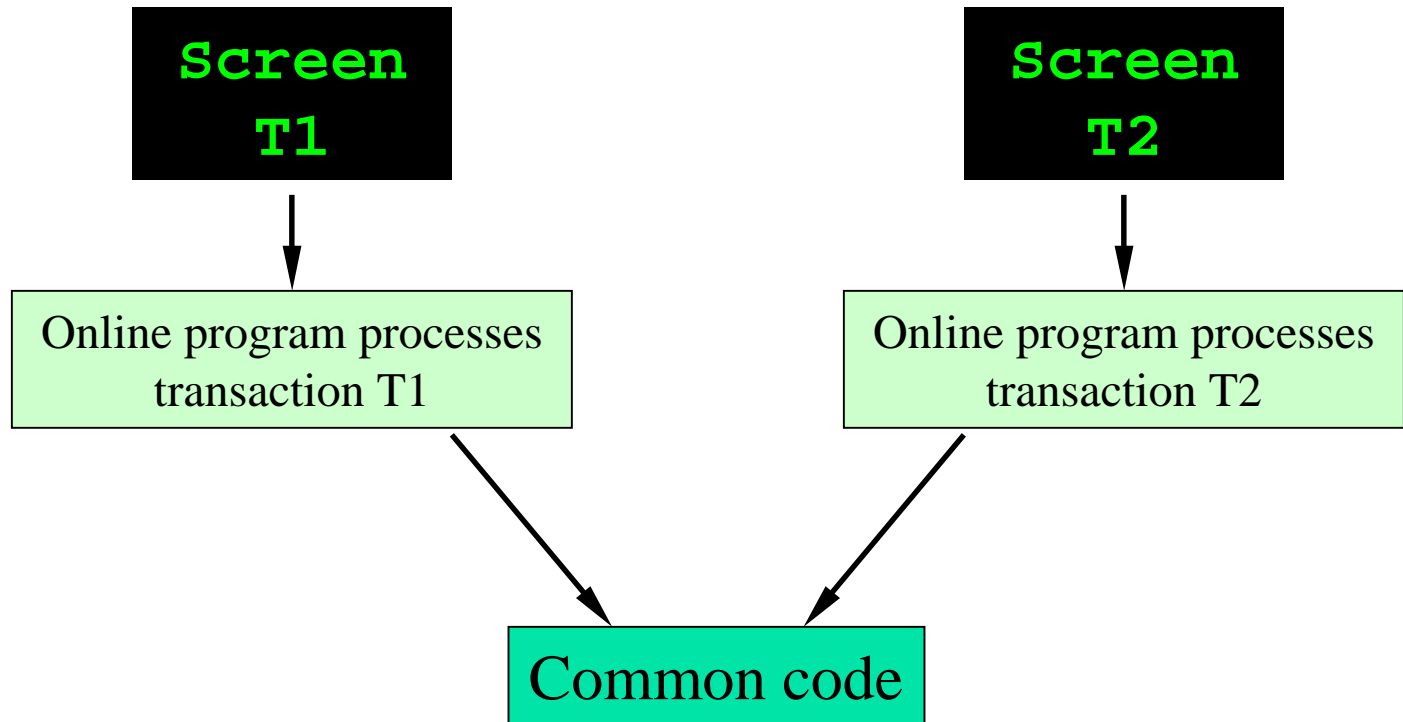 Screen
T1
Screen
T2
Online program processes
transaction T1
Online program processes
transaction T2
Common code